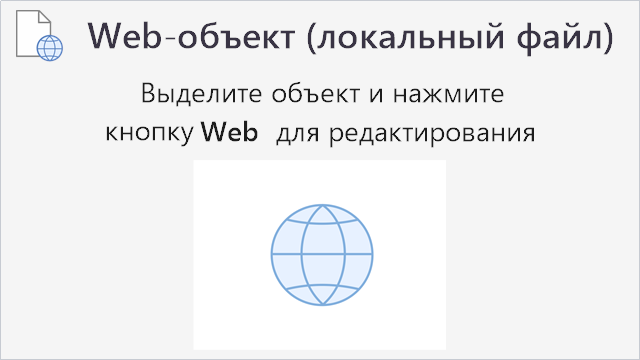 Web-объект (локальный файл)
Выделите объект и нажмите
кнопку Web для редактирования